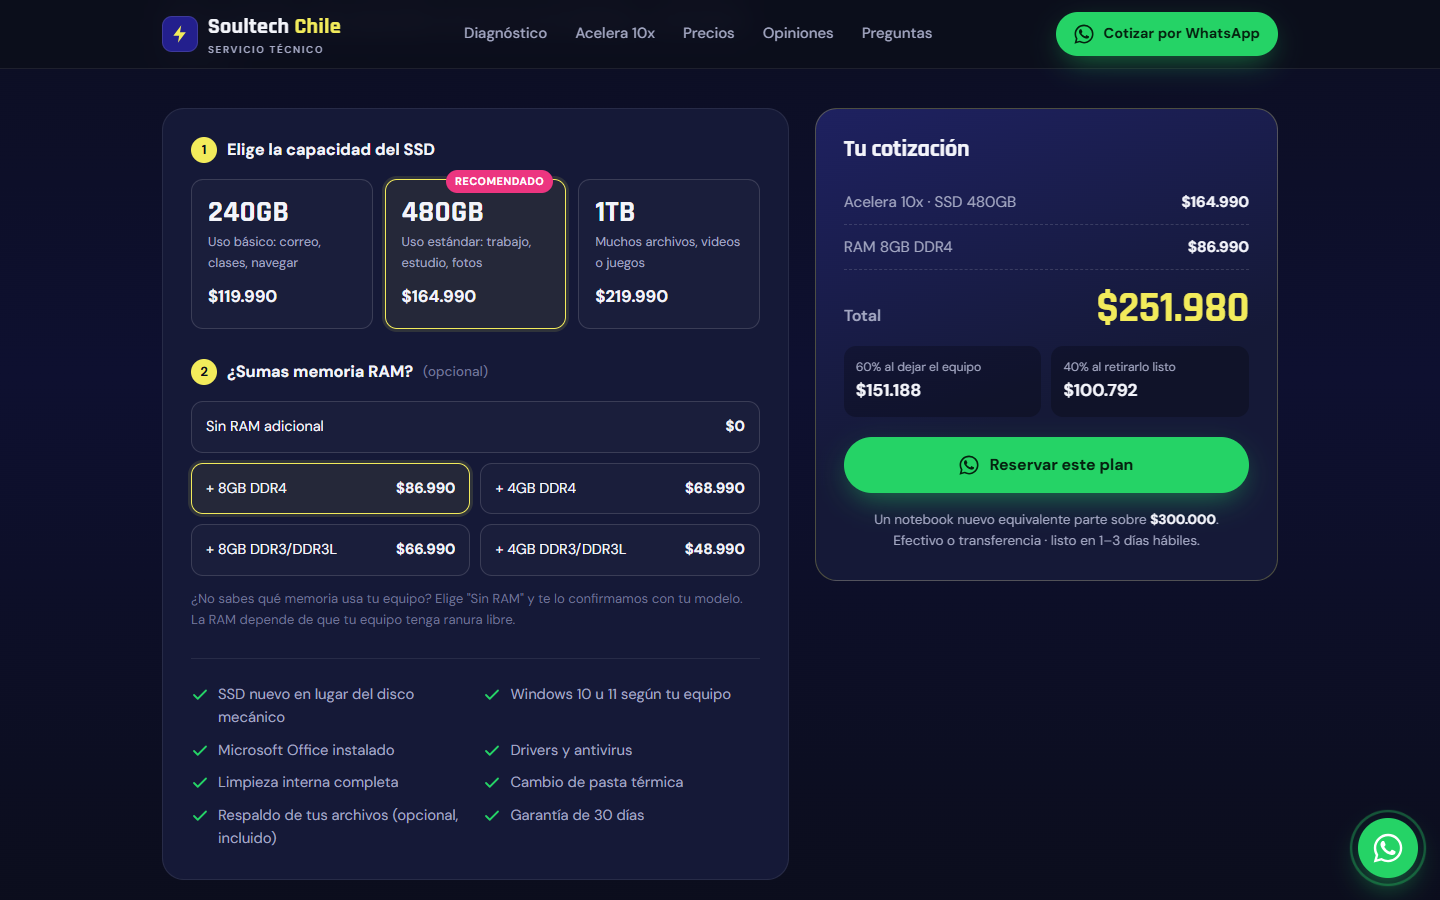 Soultech Chile
SERVICIO TÉCNICO
Diagnóstico
Acelera 10x
Precios
Opiniones
Preguntas
Cotizar por WhatsApp
1 Elige la capacidad del SSD
240GB
Uso básico: correo,
clases, navegar
$119.990
RECOMENDADO
480GB
Uso estándar: trabajo,
estudio, fotos
$164.990
1TB
Muchos archivos, videos
o juegos
$219.990
2 ¿Sumas memoria RAM? (opcional)
Sin RAM adicional $0
+ 8GB DDR4 $86.990
+ 4GB DDR4 $68.990
+ 8GB DDR3/DDR3L $66.990
+ 4GB DDR3/DDR3L $48.990
¿No sabes qué memoria usa tu equipo? Elige "Sin RAM" y te lo confirmamos con tu modelo.
La RAM depende de que tu equipo tenga ranura libre.
SSD nuevo en lugar del disco
mecánico
Windows 10 u 11 según tu equipo
Microsoft Office instalado
Drivers y antivirus
Limpieza interna completa
Cambio de pasta térmica
Respaldo de tus archivos (opcional,
incluido)
Garantía de 30 días
Tu cotización
Acelera 10x · SSD 480GB $164.990
RAM 8GB DDR4 $86.990
Total $251.980
60% al dejar el equipo
$151.188
40% al retirarlo listo
$100.792
Reservar este plan
Un notebook nuevo equivalente parte sobre $300.000.
Efectivo o transferencia · listo en 1–3 días hábiles.